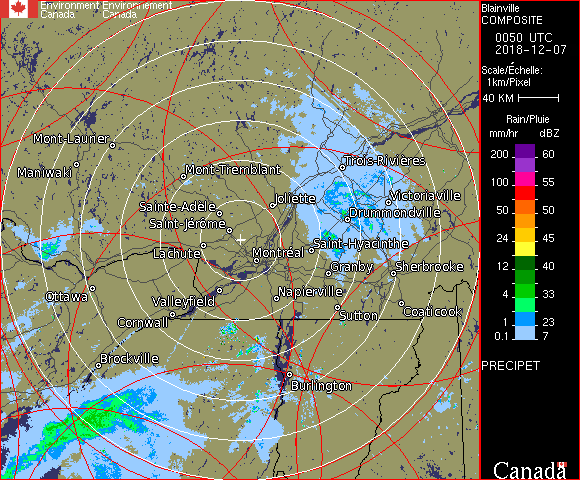 Environment Environnement
Canada Canada
Blainville
COMPOSITE
0050 UTC
2018-12-07
Scale/Échelle:
1km/Pixel
40 KM
Rain/Pluie
mm/hr dBZ
200 60
100 55
50 50
24 45
12 40
4 33
1 23
0.1 7
PRECIPET
Canada
Mont-Laurier
Maniwaki
Mont-Tremblant
Trois-Rivières
Joliette
Victoriaville
Sainte-Adèle
Drummondville
Saint-Jérôme
Lachute
Montréal
Saint-Hyacinthe
Granby
Sherbrooke
Ottawa
Valleyfield
Napierville
Cornwall
Sutton
Coaticook
Brockville
Burlington